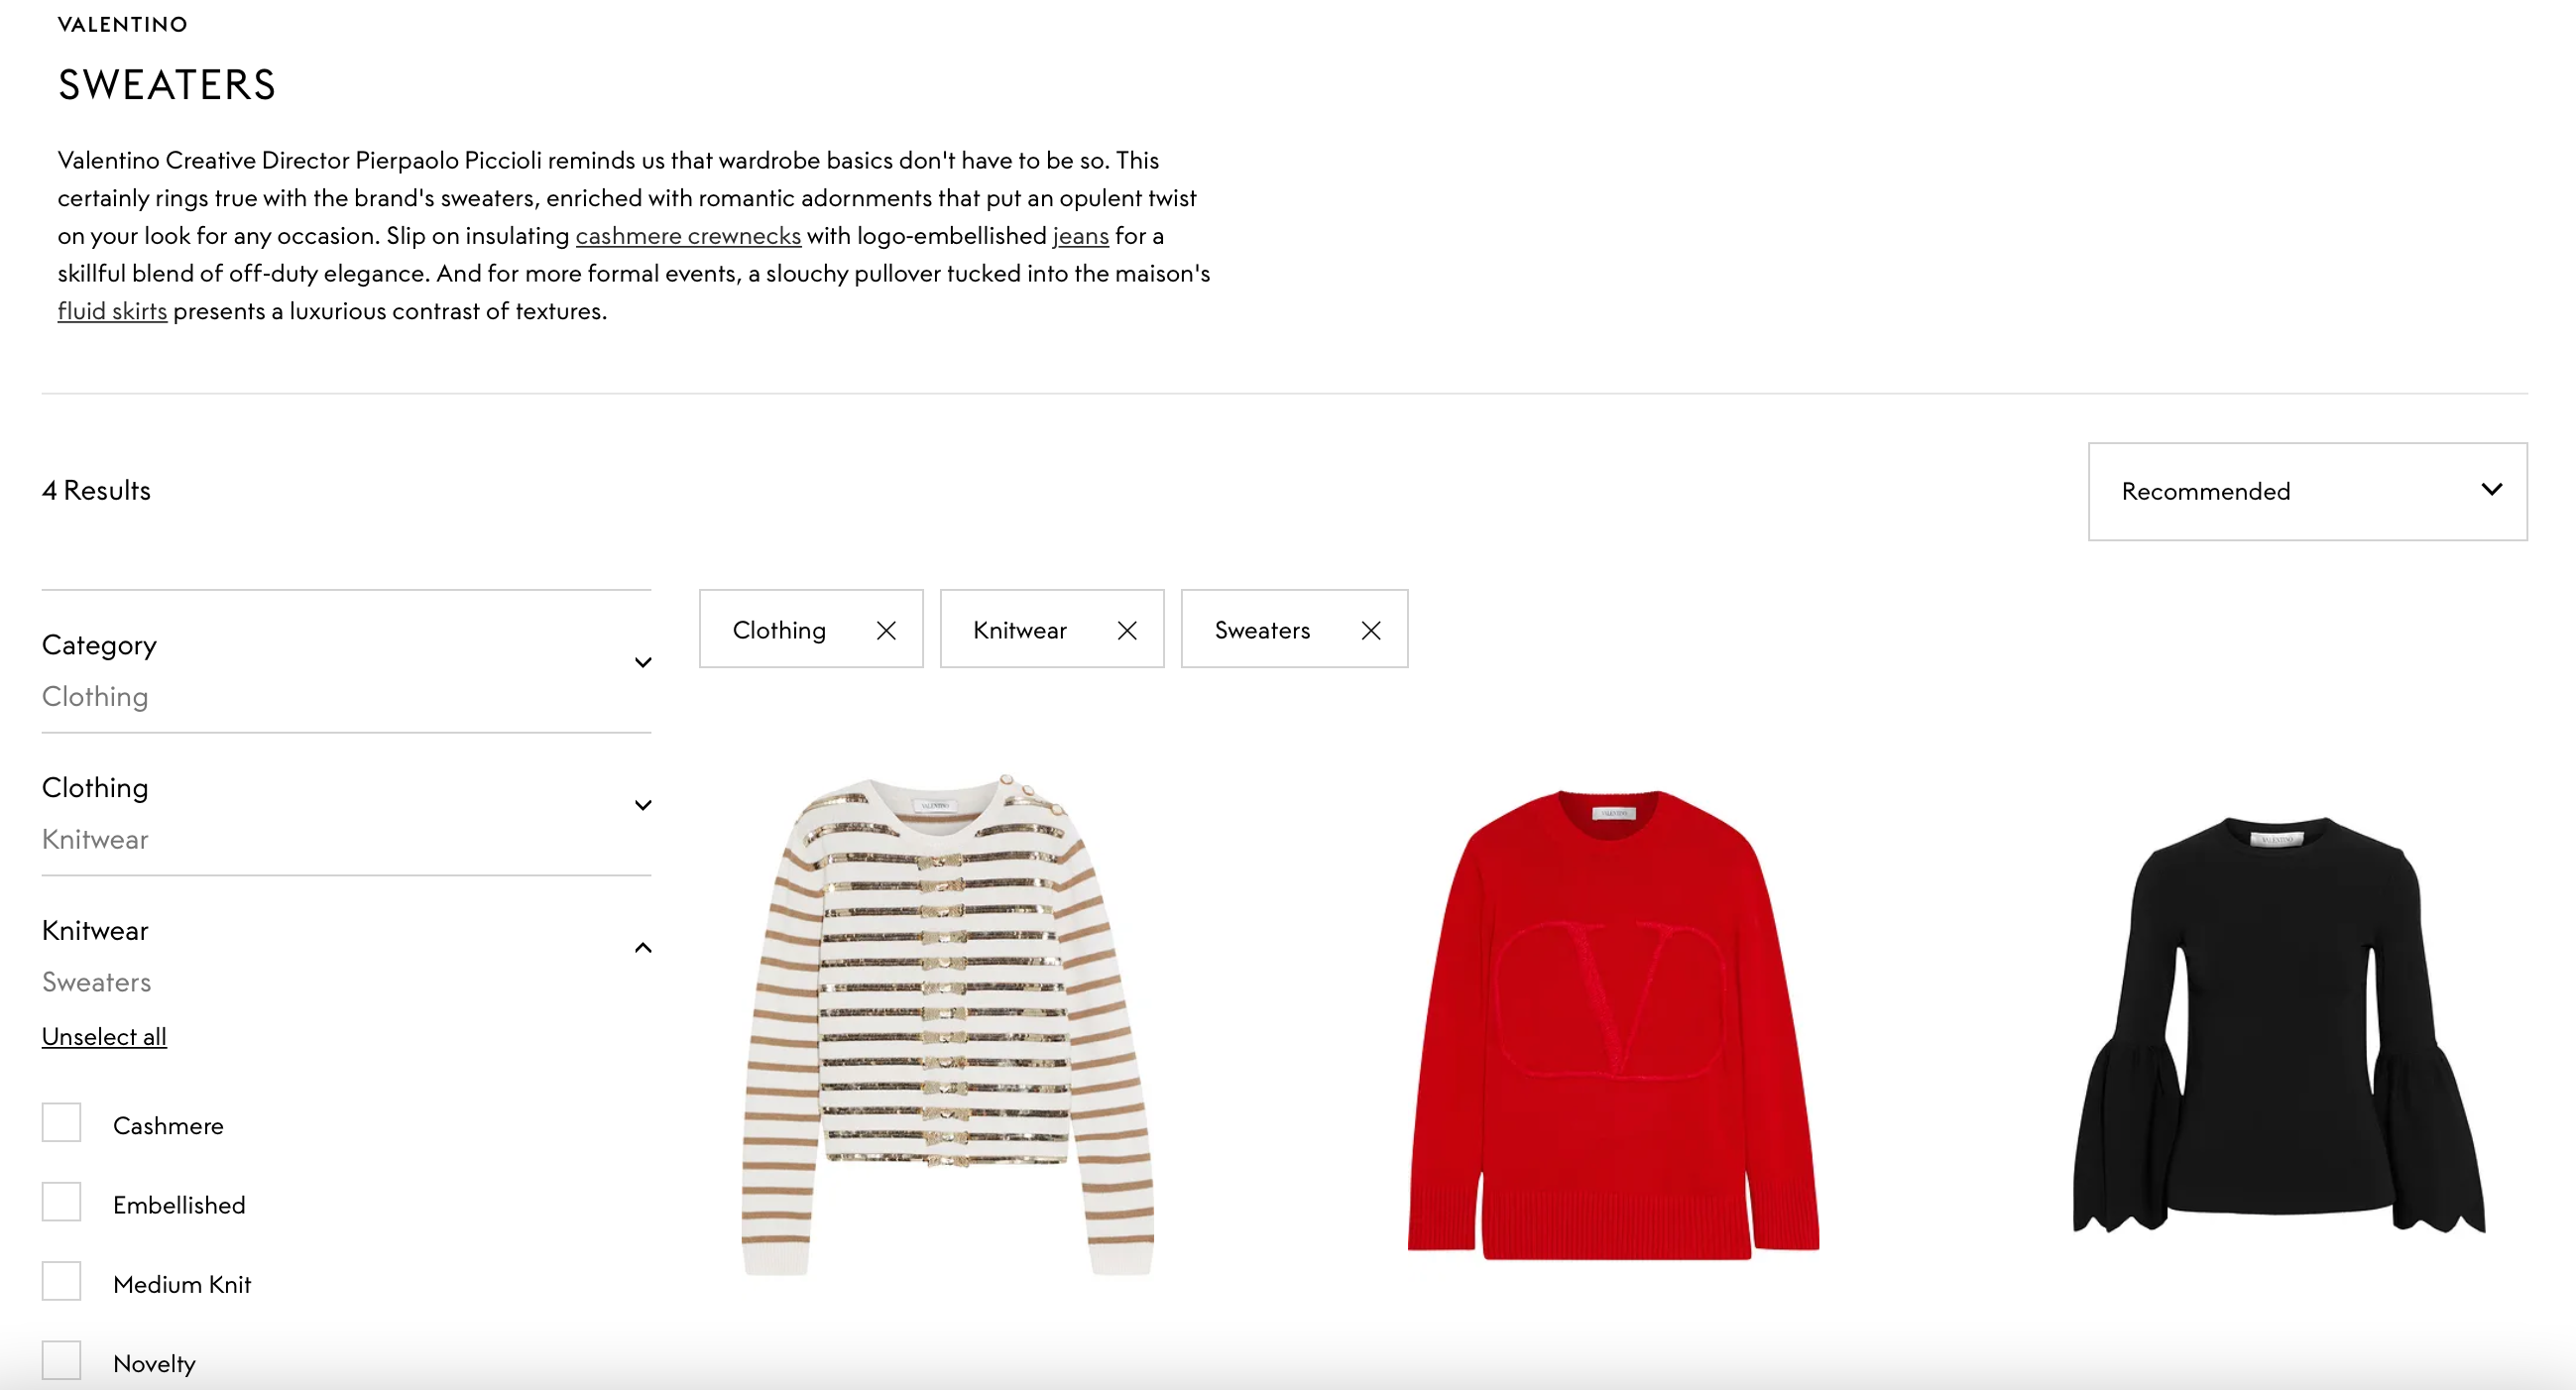 VALENTINO
SWEATERS
Valentino Creative Director Pierpaolo Piccioli reminds us that wardrobe basics don't have to be so. This
certainly rings true with the brand's sweaters, enriched with romantic adornments that put an opulent twist
on your look for any occasion. Slip on insulating cashmere crewnecks with logo-embellished jeans for a
skillful blend of off-duty elegance. And for more formal events, a slouchy pullover tucked into the maison's
fluid skirts presents a luxurious contrast of textures.
4 Results
Recommended
Category
Clothing
Clothing
Knitwear
Knitwear
Sweaters
Unselect all
Cashmere
Embellished
Medium Knit
Novelty
Clothing
Knitwear
Sweaters
VALENTINO
V
VALENTINO
VALENTINO